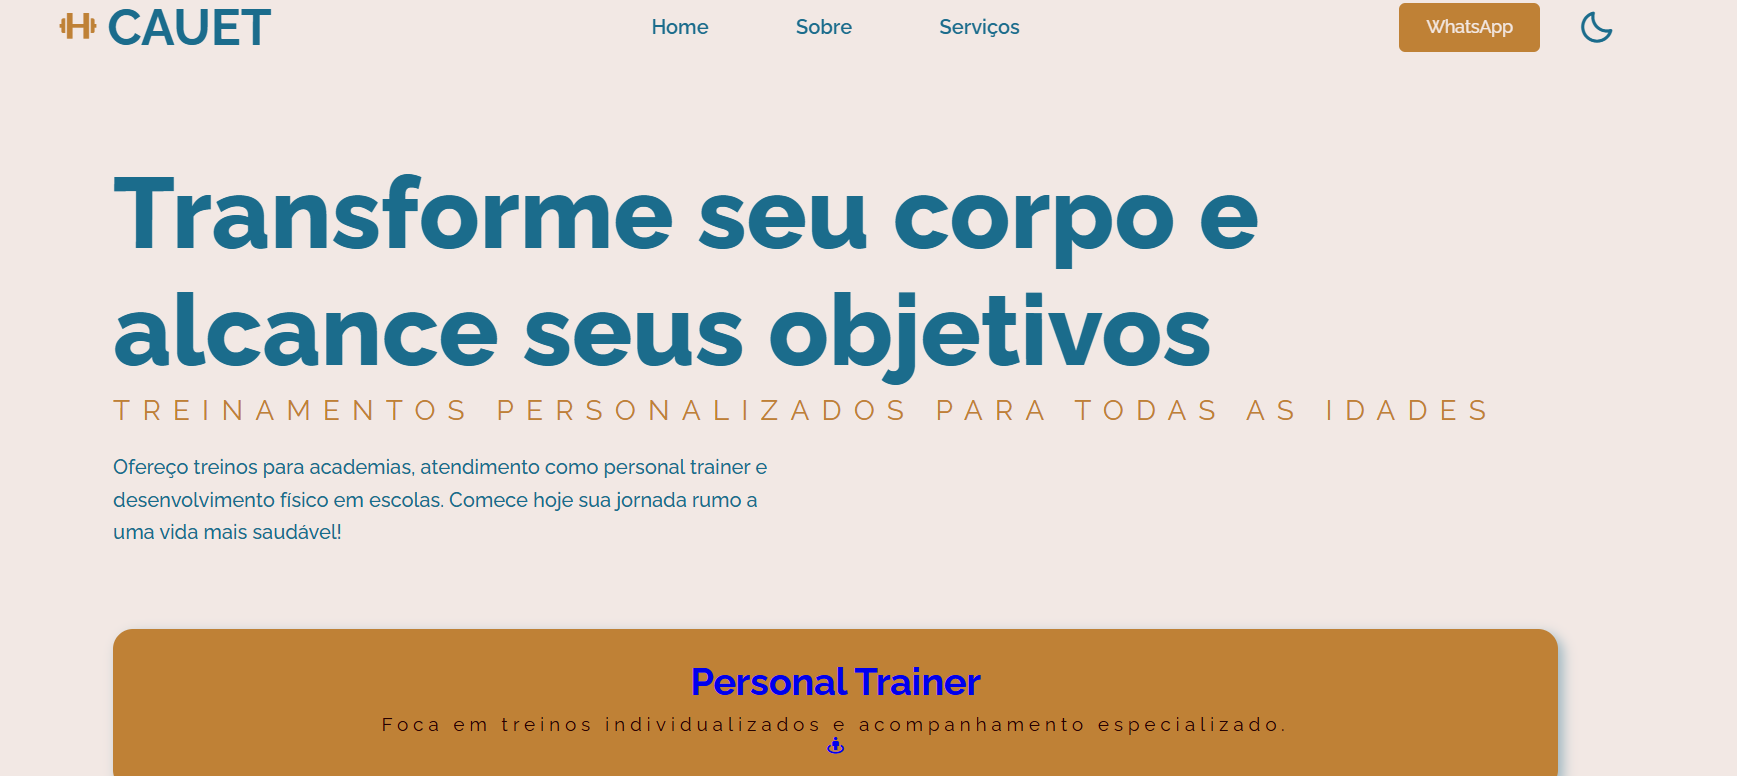 CAUET
Home
Sobre
Serviços
WhatsApp
Transforme seu corpo e
alcance seus objetivos
TREINAMENTOS PERSONALIZADOS PARA TODAS AS IDADES
Ofereço treinos para academias, atendimento como personal trainer e
desenvolvimento físico em escolas. Comece hoje sua jornada rumo a
uma vida mais saudável!
Personal Trainer
Foca em treinos individualizados e acompanhamento especializado.